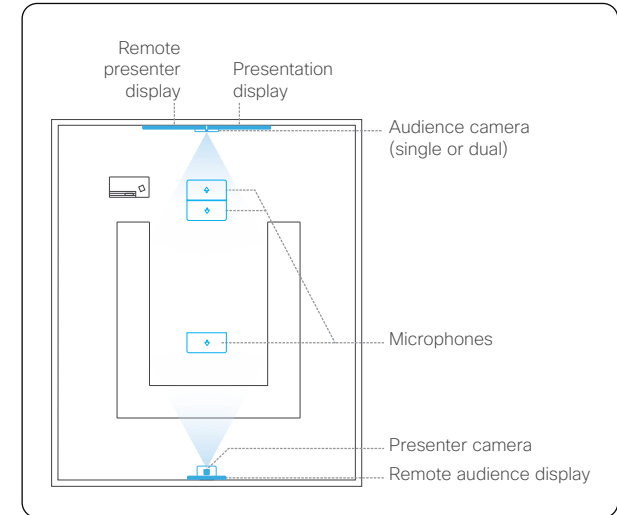 Remote
presenter
display
Presentation
display
Audience camera
(single or dual)
Microphones
Presenter camera
Remote audience display